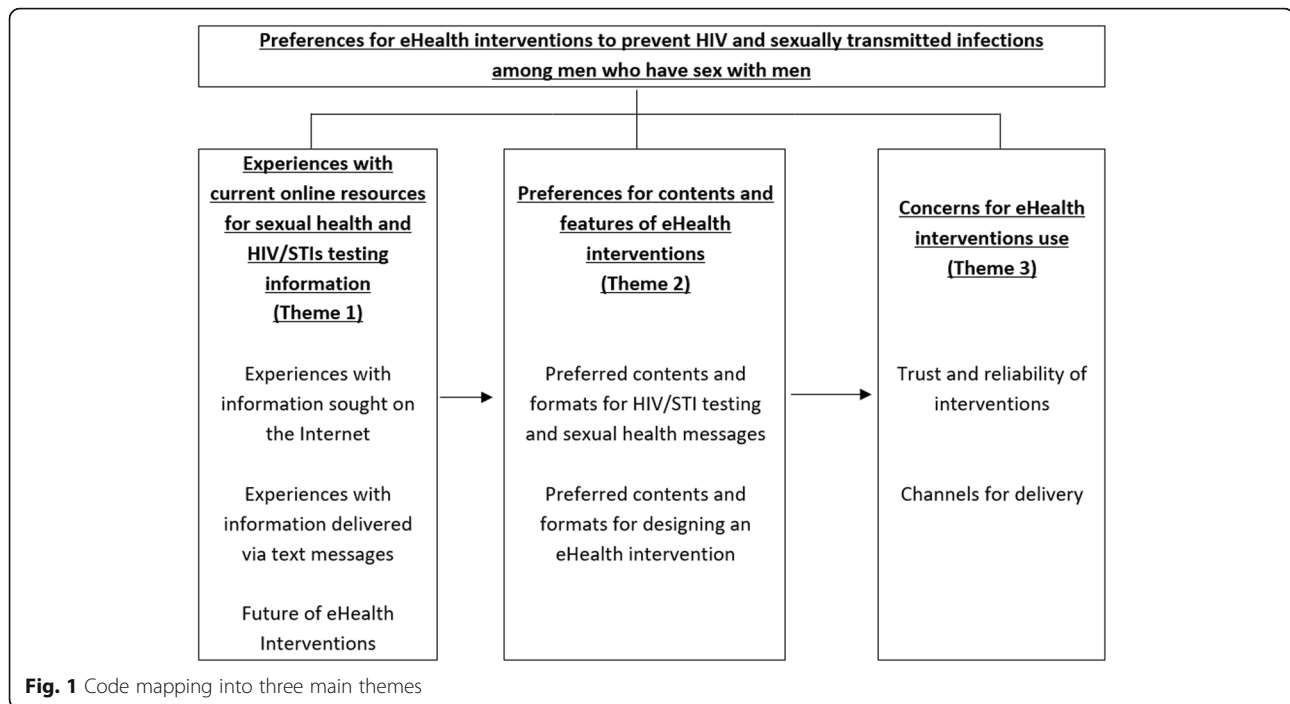 Preferences for eHealth interventions to prevent HIV and sexually transmitted infections
among men who have sex with men
Experiences with
current online resources
for sexual health and
HIV/STIs testing
information
(Theme 1)
Experiences with
information sought on
the Internet
Experiences with
information delivered
via text messages
Future of eHealth
Interventions
Preferences for contents and
features of eHealth
interventions
(Theme 2)
Preferred contents and
formats for HIV/STI testing
and sexual health messages
Preferred contents and
formats for designing an
eHealth intervention
Concerns for eHealth
interventions use
(Theme 3)
Trust and reliability of
interventions
Channels for delivery
Fig. 1 Code mapping into three main themes